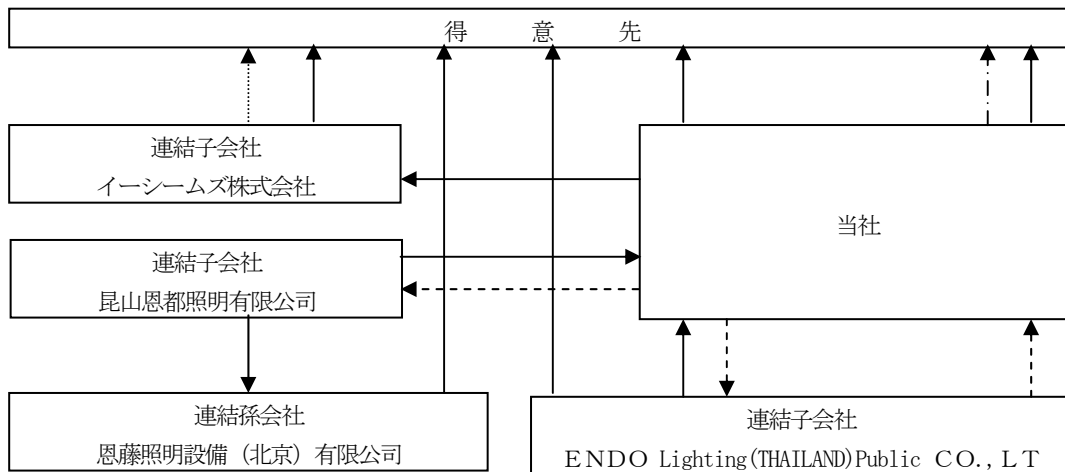 得 意 先
連結子会社
イーシームズ株式会社
当社
連結子会社
昆山恩都照明有限公司
連結孫会社
恩藤照明設備（北京）有限公司
連結子会社
ＥＮＤＯ Lighting(THAILAND)Public ＣＯ.,ＬＴ